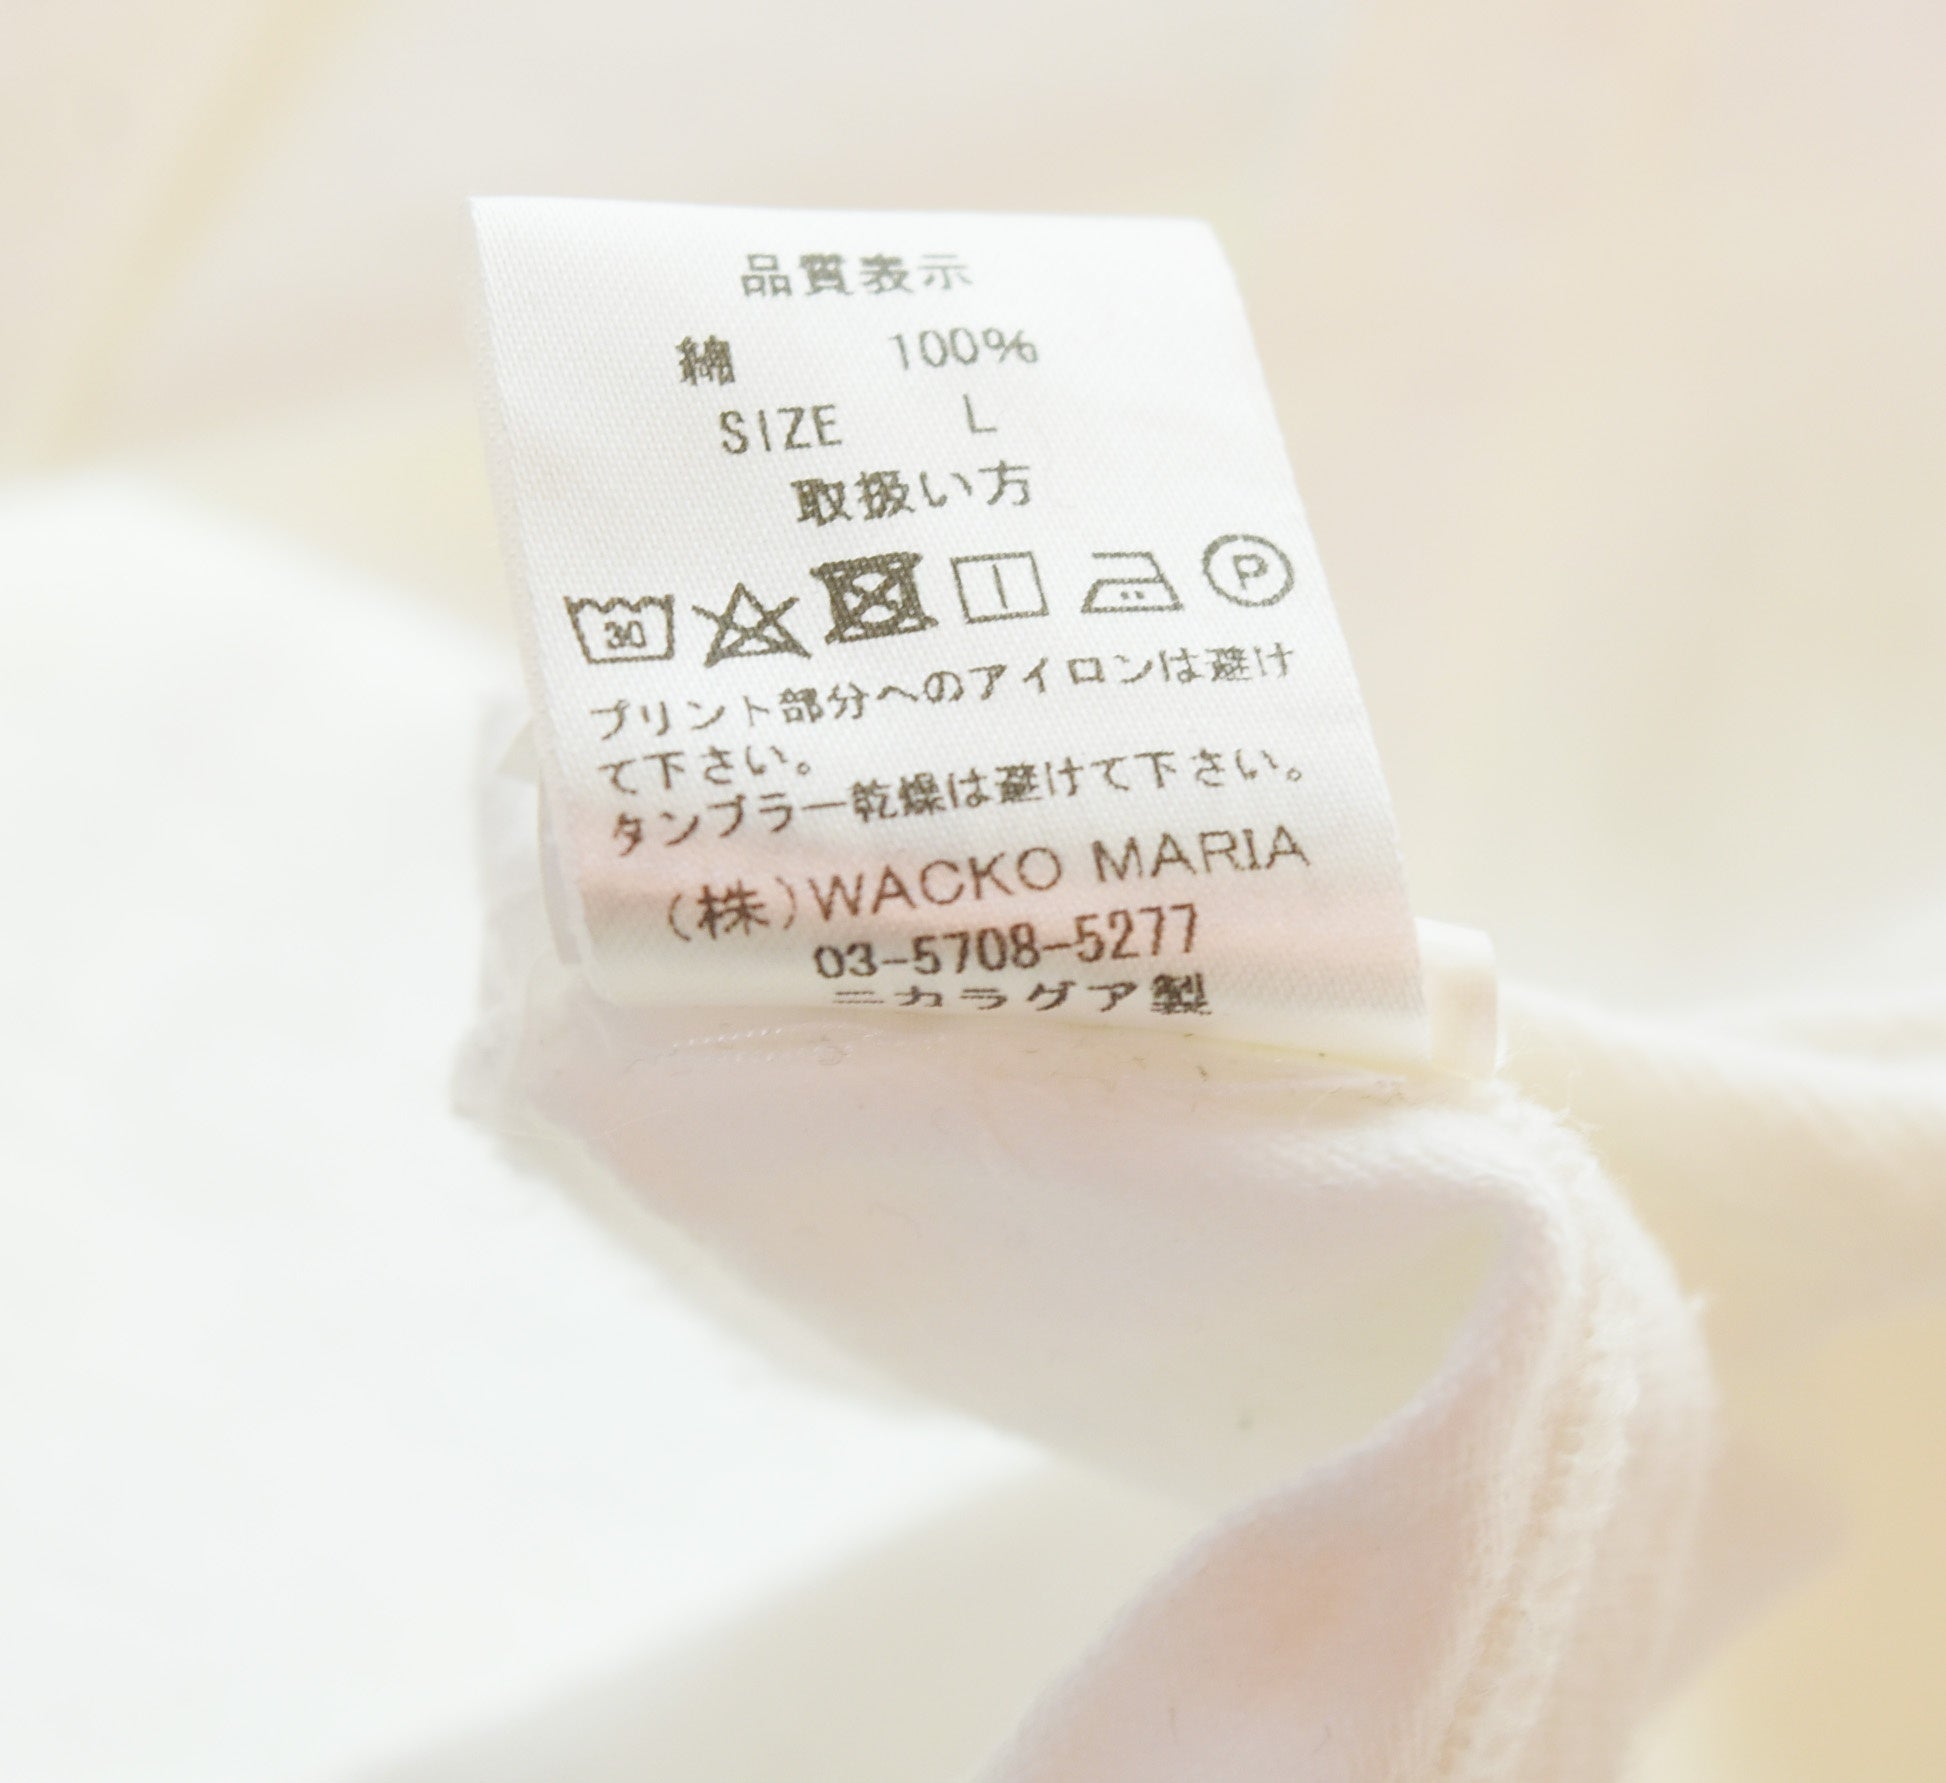 品質表示
綿 100%
SIZE L
取扱い方
30 P
プリント部分へのアイロンは避け
て下さい。
タンブラー乾燥は避けて下さい。
(株)WACKO MARIA
03-5708-5277
ニカラグア製